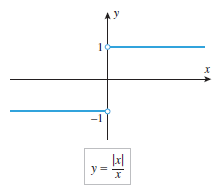 y
1
x
-1
y = |x|/x